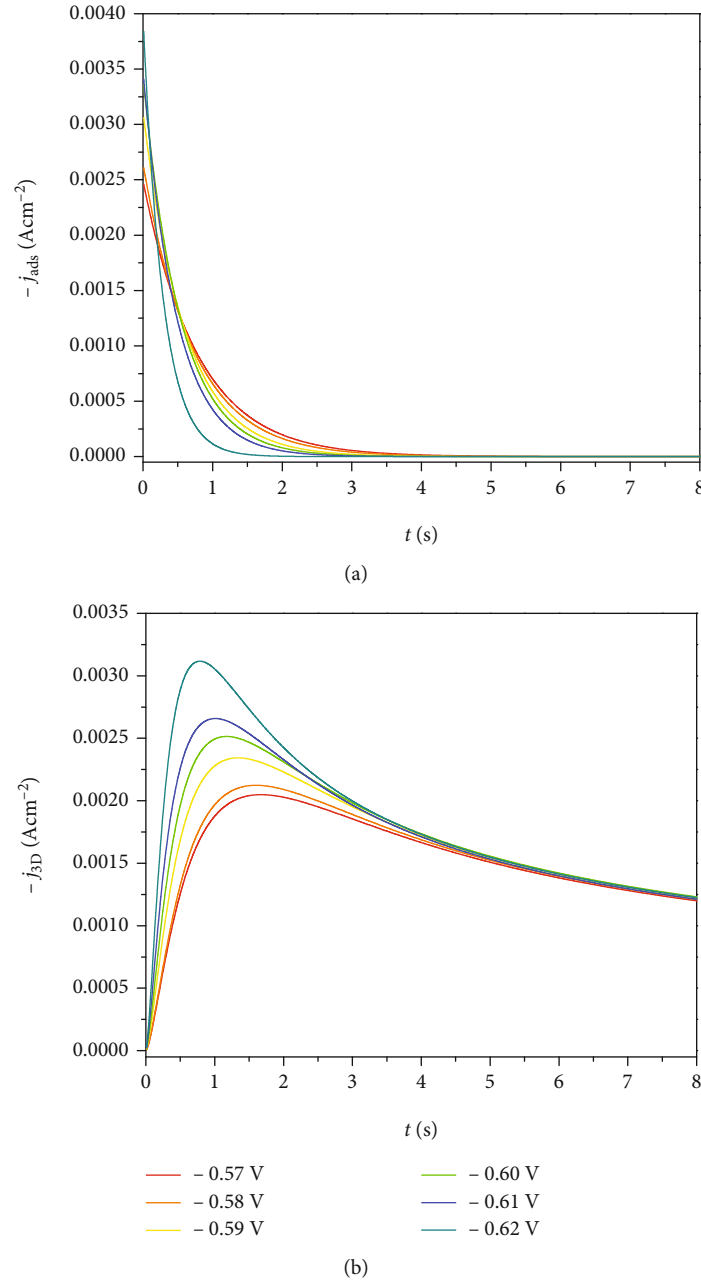 0.0040
0.0035
0.0030
0.0025
0.0020
0.0015
0.0010
0.0005
0.0000
– j_ads (Acm⁻²)
0 1 2 3 4 5 6 7 8
t (s)
(a)
0.0035
0.0030
0.0025
0.0020
0.0015
0.0010
0.0005
0.0000
– j_3D (Acm⁻²)
0 1 2 3 4 5 6 7 8
t (s)
– 0.57 V
– 0.58 V
– 0.59 V
– 0.60 V
– 0.61 V
– 0.62 V
(b)